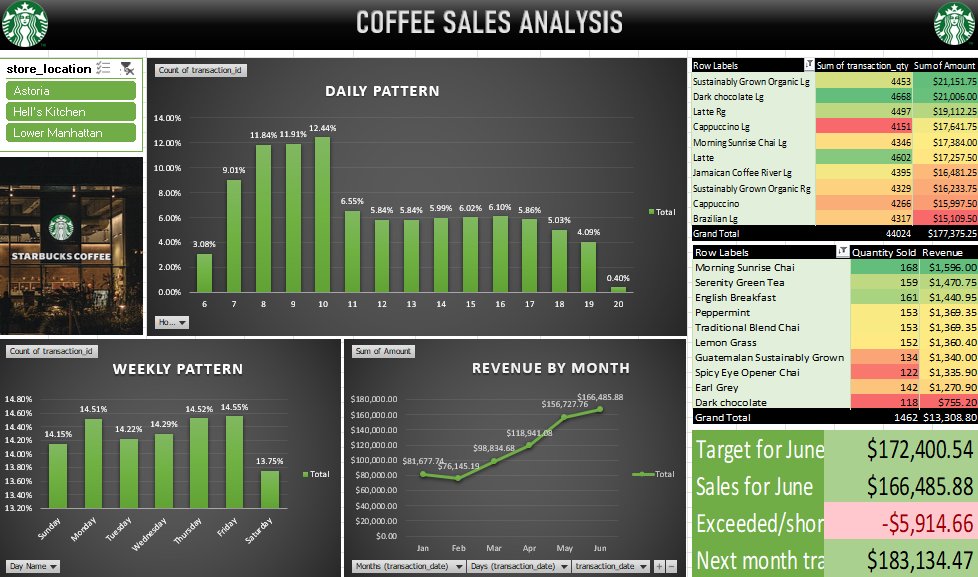 COFFEE SALES ANALYSIS
store_location
Astoria
Hell's Kitchen
Lower Manhattan
STARBUCKS COFFEE
Count of transaction_id
DAILY PATTERN
14.00%
12.00%
10.00%
8.00%
6.00%
4.00%
2.00%
0.00%
3.08% 9.01% 11.84% 11.91% 12.44% 6.55% 5.84% 5.84% 5.99% 6.02% 6.10% 5.86% 5.03% 4.09% 0.40%
6 7 8 9 10 11 12 13 14 15 16 17 18 19 20
Total
Ho...
Row Labels Sum of transaction_qty Sum of Amount
Sustainably Grown Organic Lg 4453 $21,151.75
Dark chocolate Lg 4668 $21,006.00
Latte Rg 4497 $19,112.25
Cappuccino Lg 4151 $17,641.75
Morning Sunrise Chai Lg 4346 $17,384.00
Latte 4602 $17,257.50
Jamaican Coffee River Lg 4395 $16,481.25
Sustainably Grown Organic Rg 4329 $16,233.75
Cappuccino 4266 $15,997.50
Brazilian Lg 4317 $15,109.50
Grand Total 44024 $177,375.25
Row Labels Quantity Sold Revenue
Morning Sunrise Chai 168 $1,596.00
Serenity Green Tea 159 $1,470.75
English Breakfast 161 $1,440.95
Peppermint 153 $1,369.35
Traditional Blend Chai 153 $1,369.35
Lemon Grass 152 $1,360.40
Guatemalan Sustainably Grown 134 $1,340.00
Spicy Eye Opener Chai 122 $1,335.90
Earl Grey 142 $1,270.90
Dark chocolate 118 $755.20
Grand Total 1462 $13,308.80
Count of transaction_id
WEEKLY PATTERN
14.80%
14.60%
14.40%
14.20%
14.00%
13.80%
13.60%
13.40%
13.20%
14.15% 14.51% 14.22% 14.29% 14.52% 14.55% 13.75%
Sunday Monday Tuesday Wednesday Thursday Friday Saturday
Total
Day Name
Sum of Amount
REVENUE BY MONTH
$180,000.00
$160,000.00
$140,000.00
$120,000.00
$100,000.00
$80,000.00
$60,000.00
$40,000.00
$20,000.00
$0.00
$81,677.74 $76,145.19 $98,834.68 $118,941.08 $156,727.76 $166,485.88
Jan Feb Mar Apr May Jun
Total
Months (transaction_date) Days (transaction_date) transaction_date
Target for June $172,400.54
Sales for June $166,485.88
Exceeded/shor -$5,914.66
Next month tra $183,134.47